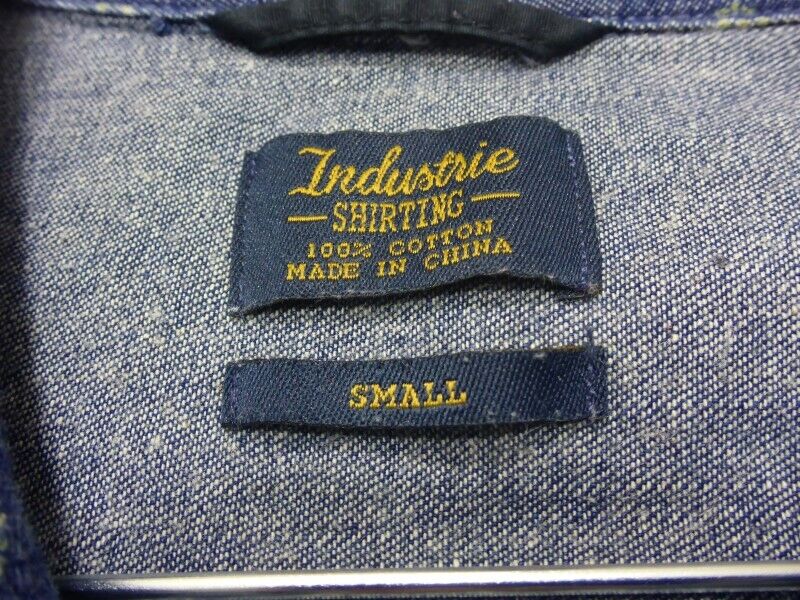 Industrie
SHIRTING
100% COTTON
MADE IN CHINA
SMALL